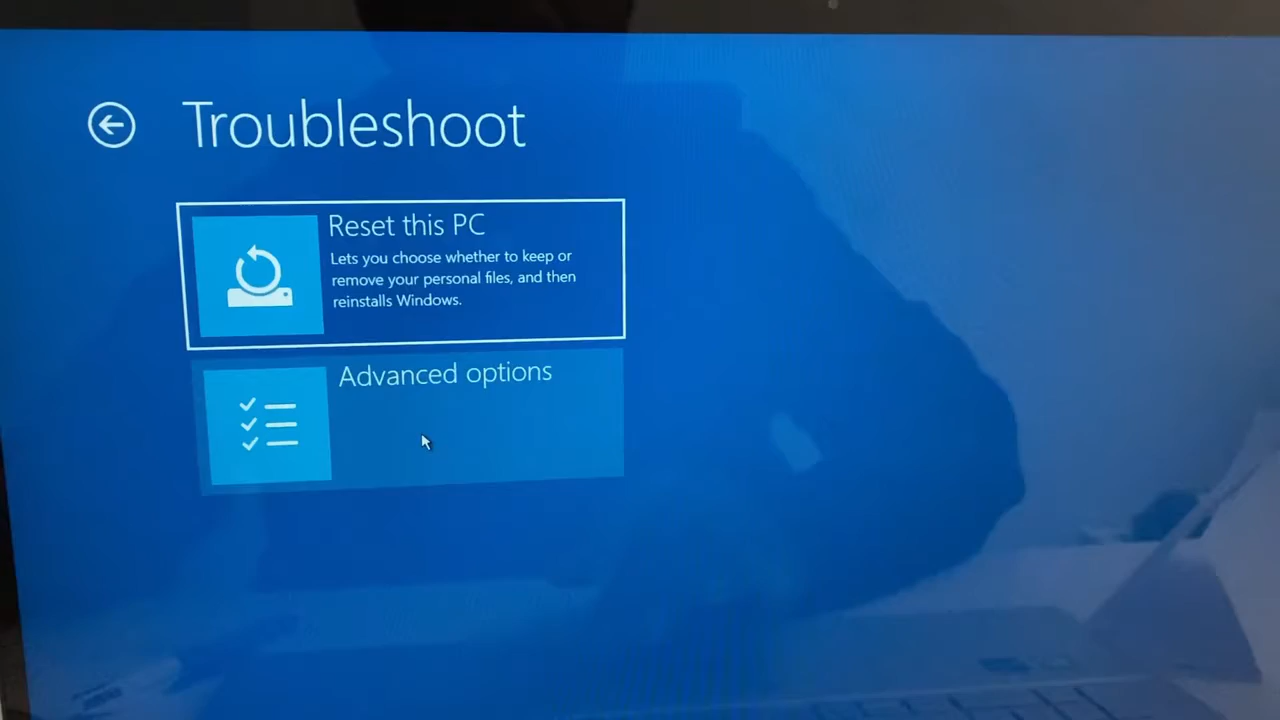 Troubleshoot
Reset this PC
Lets you choose whether to keep or
remove your personal files, and then
reinstalls Windows.
Advanced options